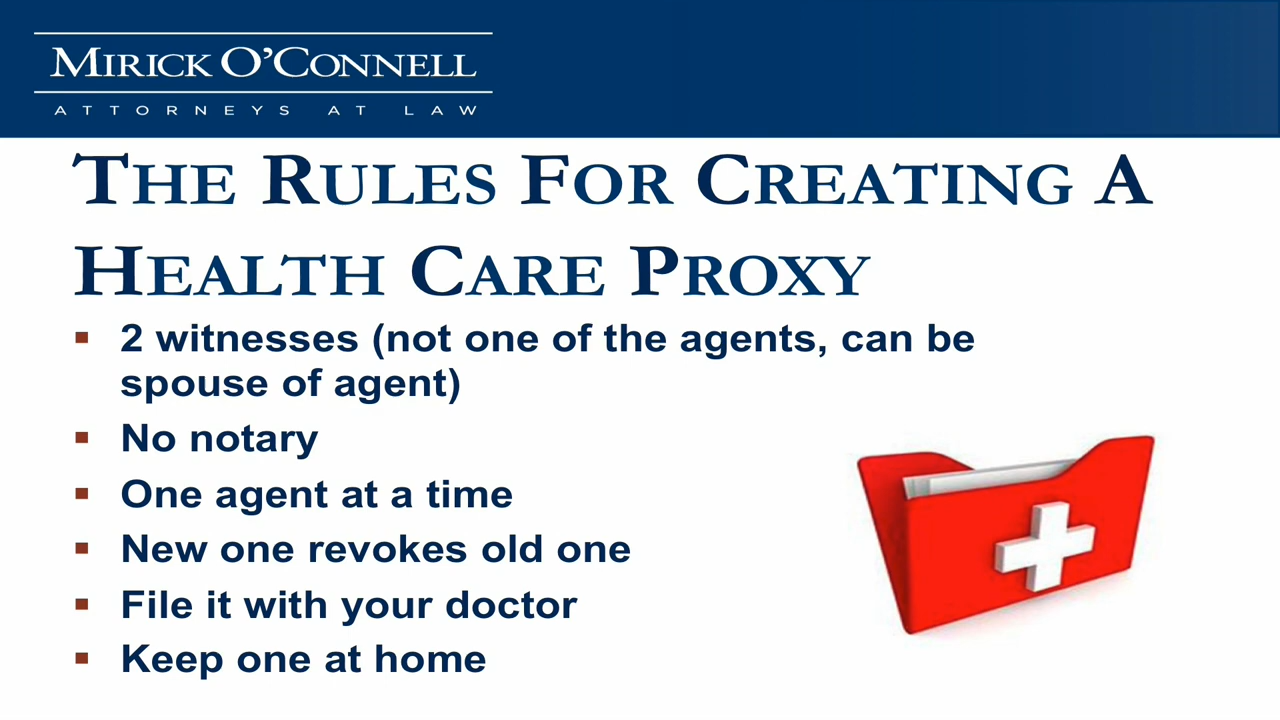 MIRICK O'CONNELL
ATTORNEYS AT LAW
THE RULES FOR CREATING A
HEALTH CARE PROXY
▪ 2 witnesses (not one of the agents, can be
spouse of agent)
▪ No notary
▪ One agent at a time
▪ New one revokes old one
▪ File it with your doctor
▪ Keep one at home